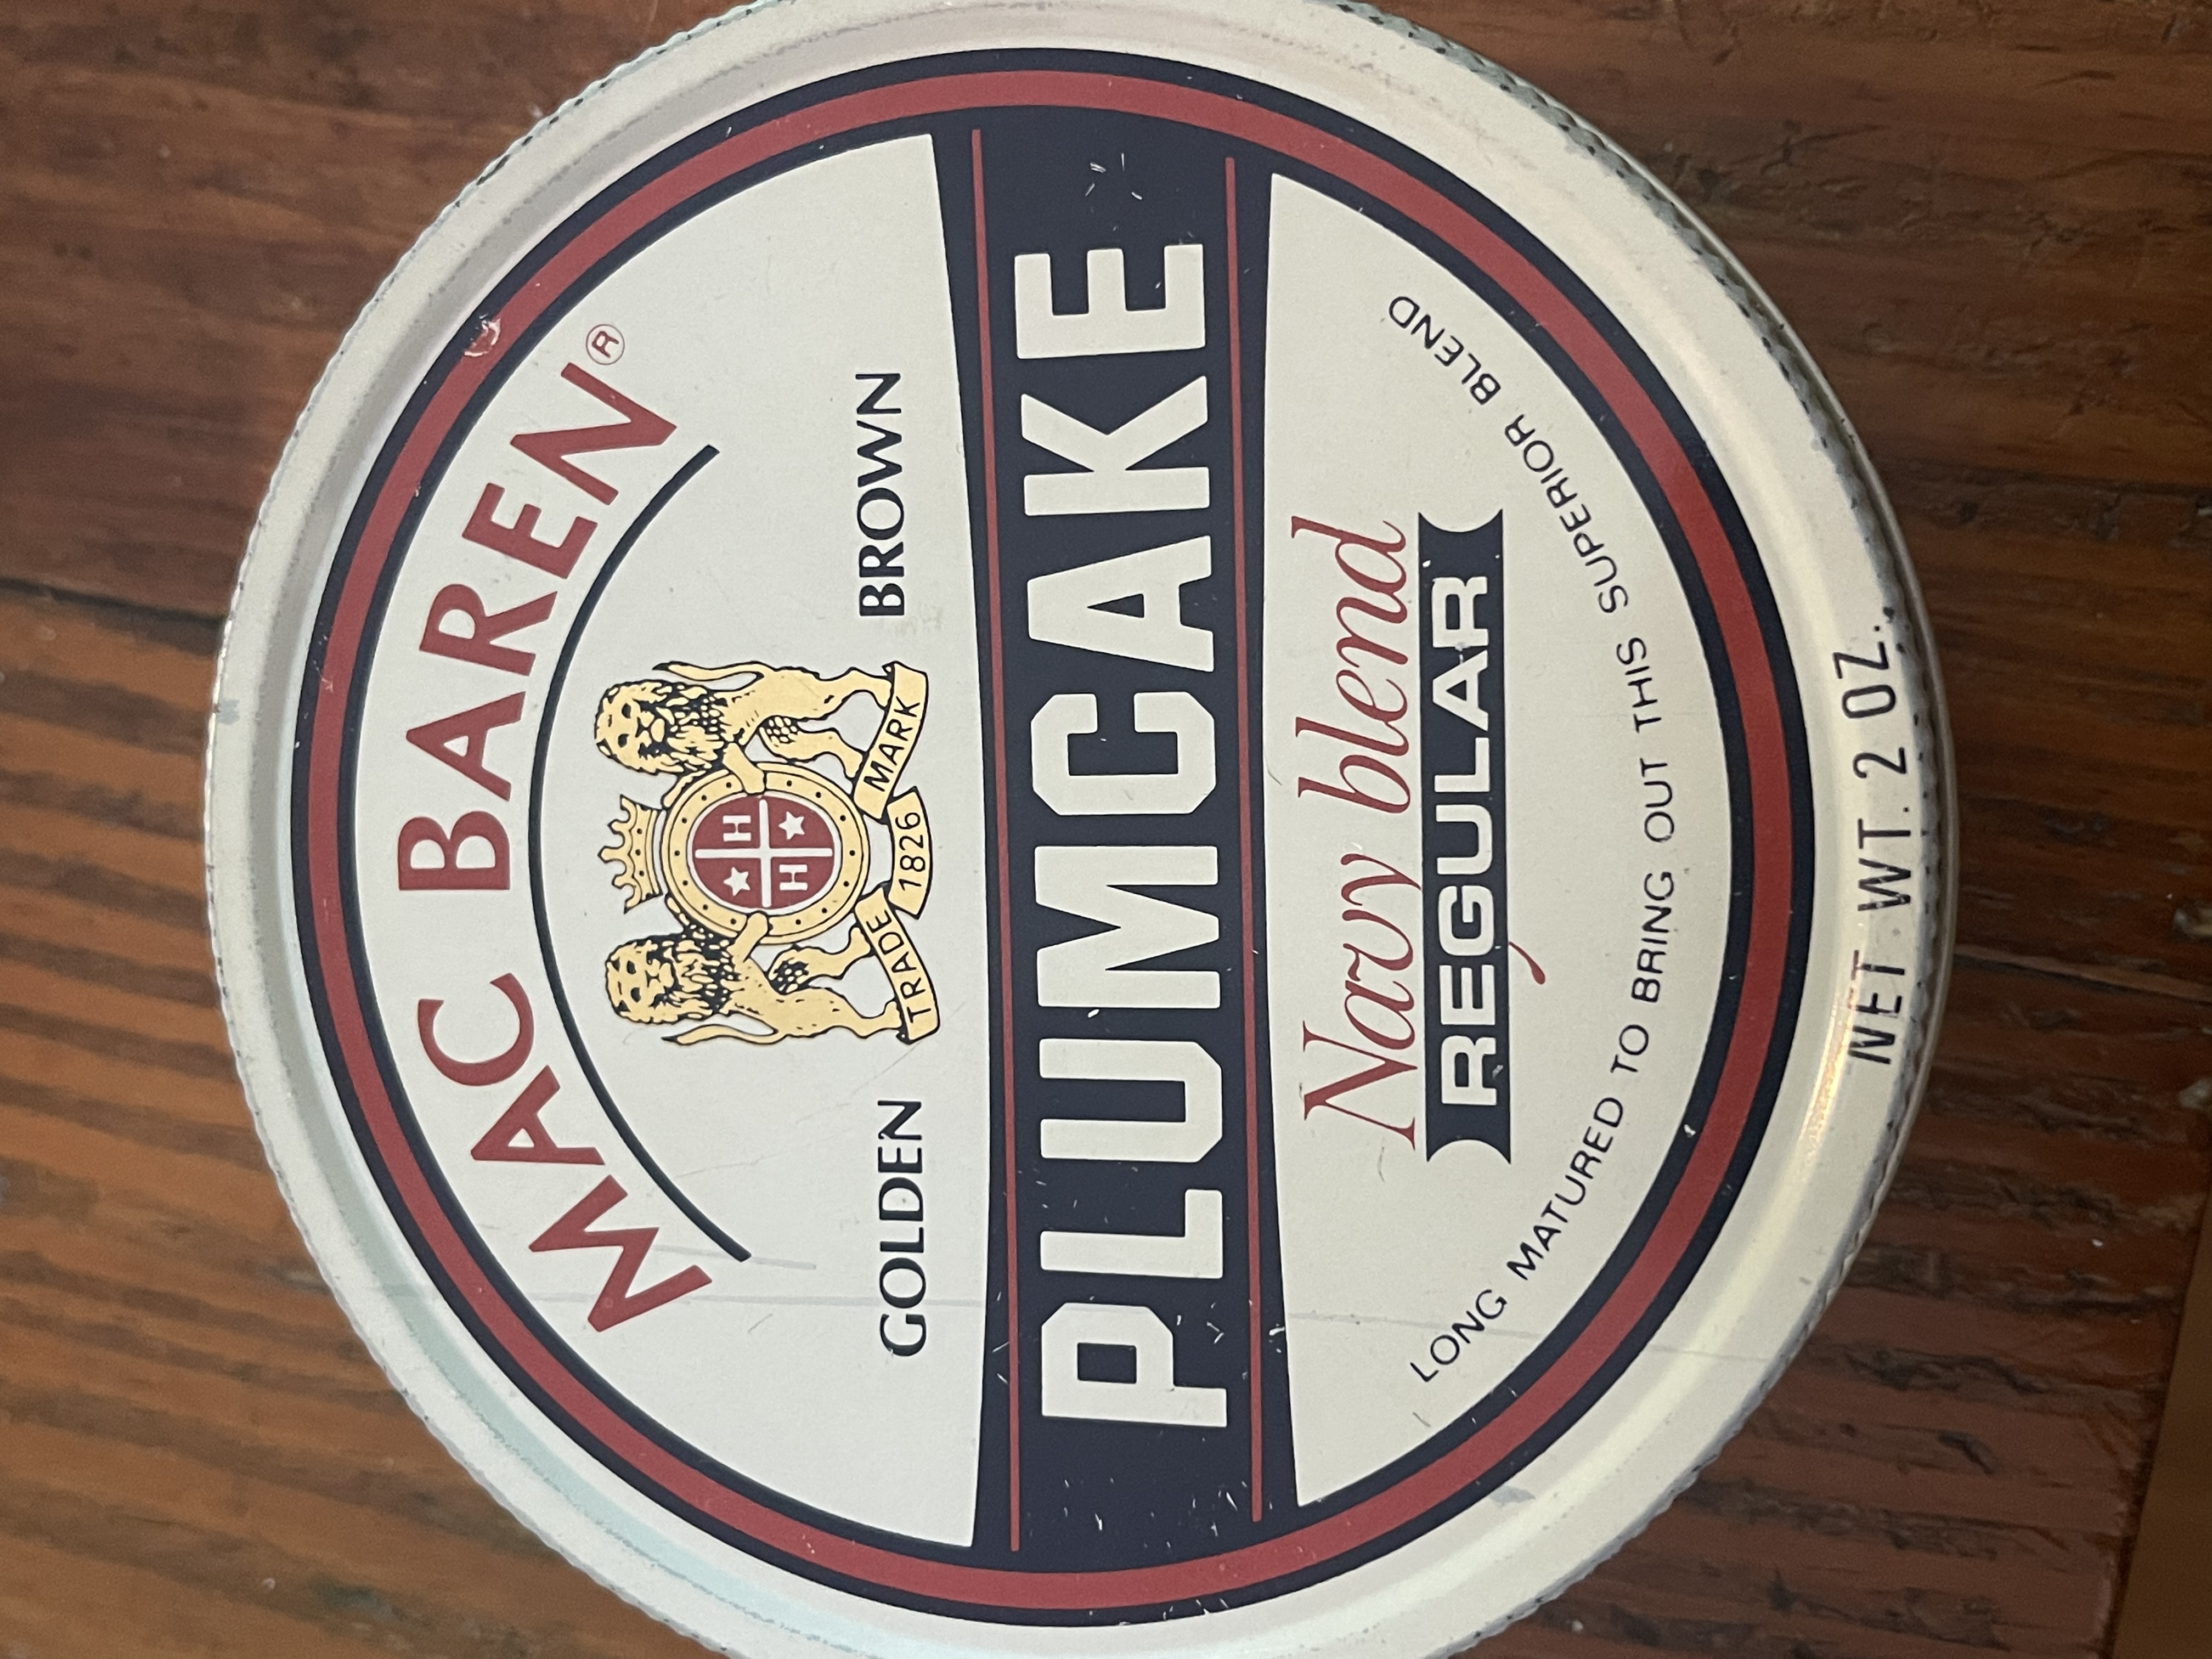 MAC BAREN®
H
H
TRADE 1826 MARK
GOLDEN BROWN
PLUMCAKE
Navy blend
REGULAR
LONG MATURED TO BRING OUT THIS SUPERIOR BLEND
NET WT. 2 OZ.